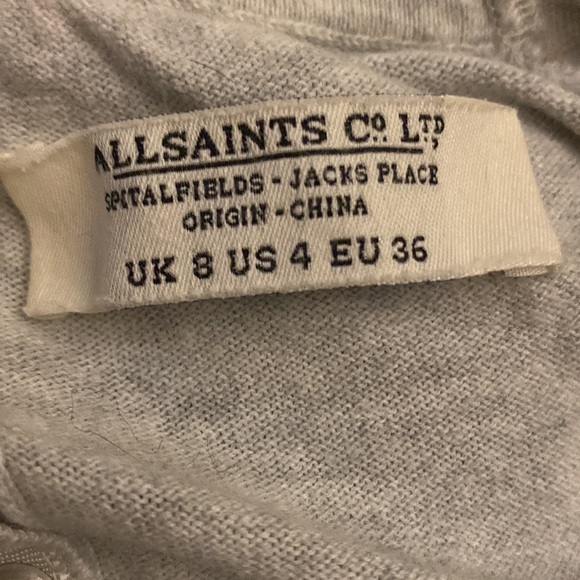 ALLSAINTS Cº LTD,
SPITALFIELDS - JACKS PLACE
ORIGIN - CHINA
UK 8 US 4 EU 36